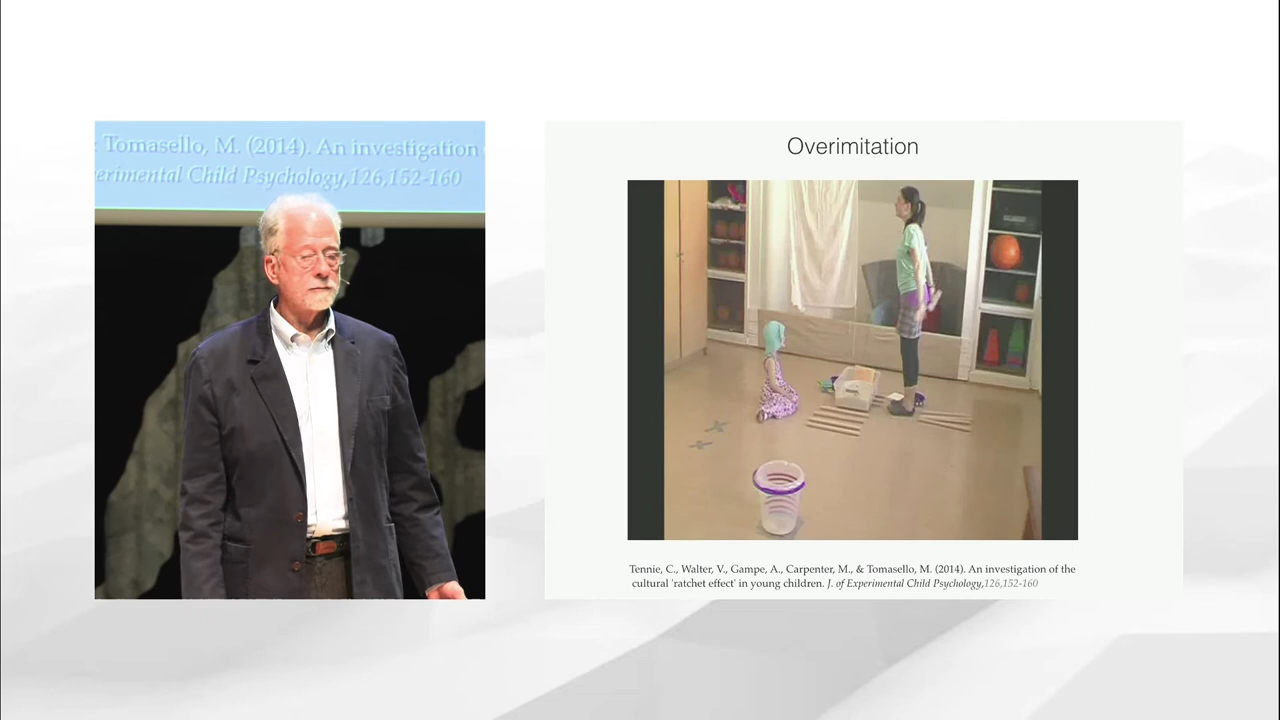 Tomasello, M. (2014). An investigation
erimental Child Psychology,126,152-160
Overimitation
Tennie, C., Walter, V., Gampe, A., Carpenter, M., & Tomasello, M. (2014). An investigation of the
cultural 'ratchet effect' in young children. J. of Experimental Child Psychology,126,152-160